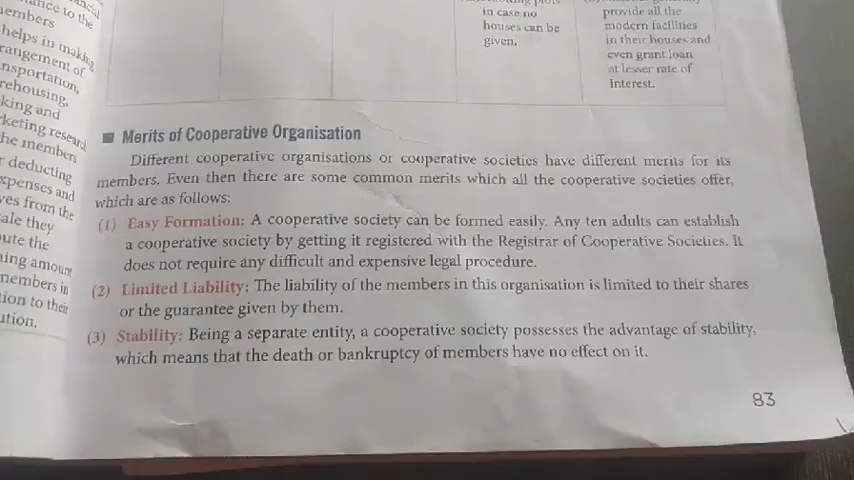 ance to the
members
helps in making
rangement of
nsportation,
rehousing,
king and
keting research
he members
r deducting
xpenses and
ves from the
ale they
oute the
ning amount
nembers in
tion to their
ution.
in case no
houses can be
given.
provide all the
modern facilities
in their houses and
even grant loan
at lesser rate of
interest.
■ Merits of Cooperative Organisation
Different cooperative organisations or cooperative societies have different merits for its
members. Even then there are some common merits which all the cooperative societies offer,
which are as follows:
(1) Easy Formation: A cooperative society can be formed easily. Any ten adults can establish
a cooperative society by getting it registered with the Registrar of Cooperative Societies. It
does not require any difficult and expensive legal procedure.
(2) Limited Liability: The liability of the members in this organisation is limited to their shares
or the guarantee given by them.
(3) Stability: Being a separate entity, a cooperative society possesses the advantage of stability,
which means that the death or bankruptcy of members have no effect on it.
83